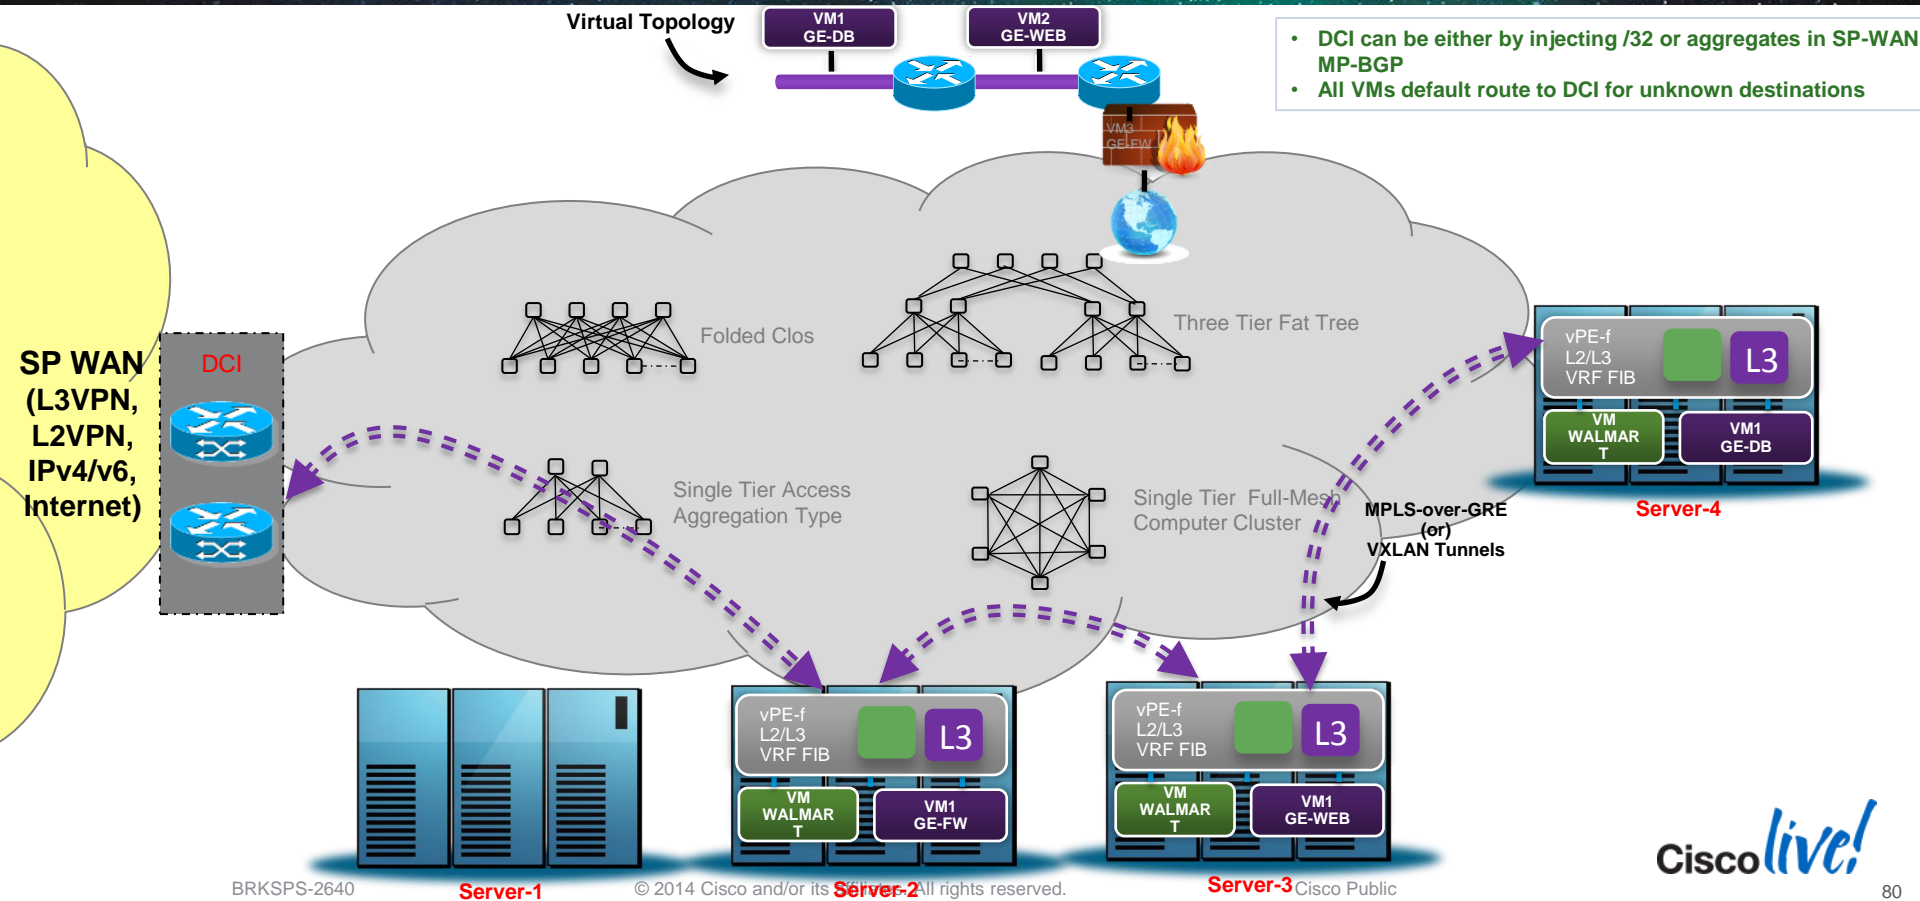 Virtual Topology
VM1
GE-DB
VM2
GE-WEB
• DCI can be either by injecting /32 or aggregates in SP-WAN
MP-BGP
• All VMs default route to DCI for unknown destinations
VM3
GE-FW
Folded Clos
Three Tier Fat Tree
SP WAN
(L3VPN,
L2VPN,
IPv4/v6,
Internet)
DCI
Single Tier Access
Aggregation Type
Single Tier Full-Mesh
Computer Cluster
MPLS-over-GRE
(or)
VXLAN Tunnels
vPE-f
L2/L3
VRF FIB
L3
VM
WALMAR
T
VM1
GE-DB
Server-4
vPE-f
L2/L3
VRF FIB
L3
VM
WALMAR
T
VM1
GE-FW
vPE-f
L2/L3
VRF FIB
L3
VM
WALMAR
T
VM1
GE-WEB
Cisco live!
BRKSPS-2640
Server-1
© 2014 Cisco and/or its affiliates. All rights reserved.
Server-2
Server-3
Cisco Public
80